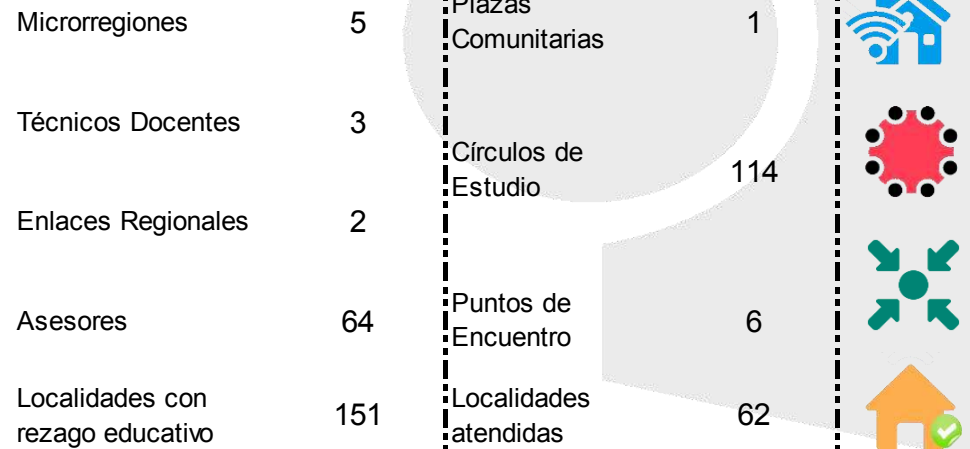 Microrregiones 5
Técnicos Docentes 3
Enlaces Regionales 2
Asesores 64
Localidades con
rezago educativo 151
Plazas
Comunitarias 1
Círculos de
Estudio 114
Puntos de
Encuentro 6
Localidades
atendidas 62